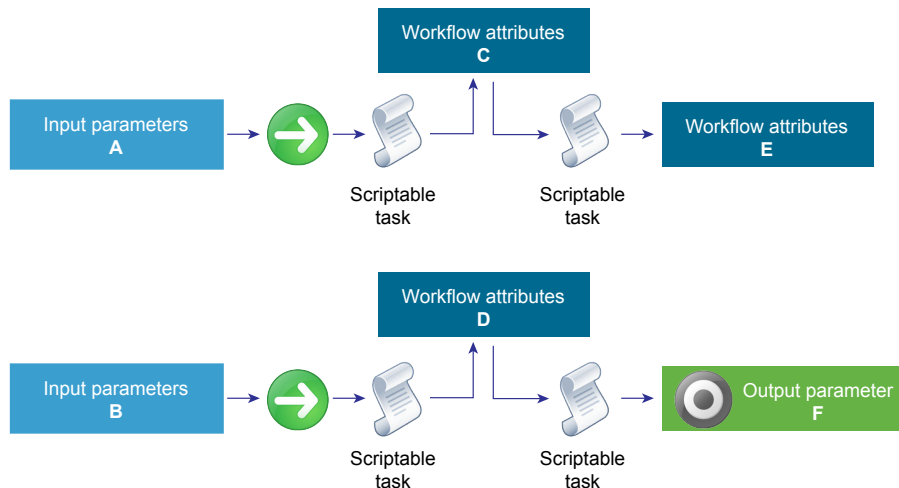 Workflow attributes
C
Input parameters
A
Workflow attributes
E
Scriptable
task
Scriptable
task
Workflow attributes
D
Input parameters
B
Output parameter
F
Scriptable
task
Scriptable
task